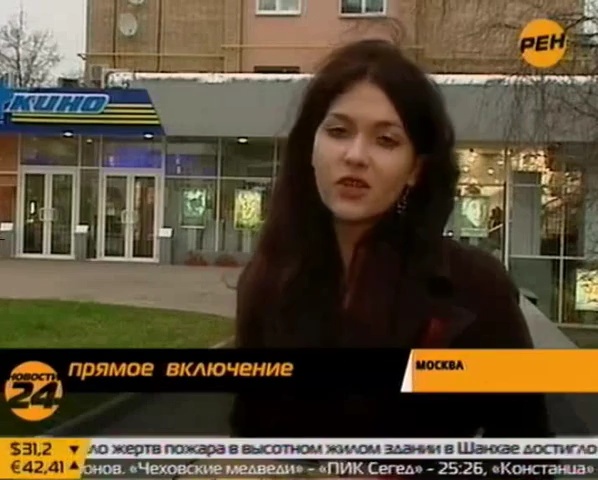 РЕН
КИНО
ПРЯМОЕ ВКЛЮЧЕНИЕ
МОСКВА
НОВОСТИ
24
$31,2 ▼
€42,41 ▲
ло жертв пожара в высотном жилом здании в Шанхае достигло
онов. «Чеховские медведи» - «ПИК Сегед» - 25:26, «Констанца»